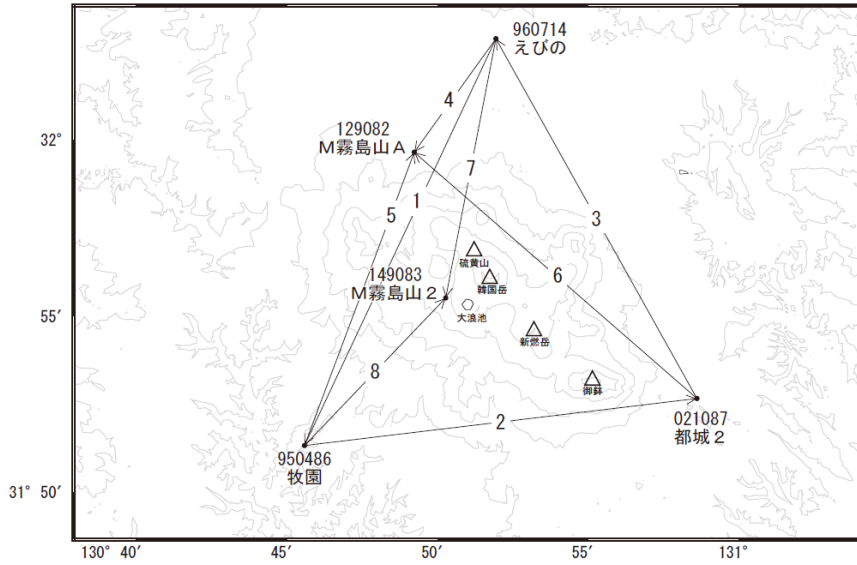 960714
えびの
4
129082
M霧島山A
32°
7
5
1
3
硫黄山
149083
M霧島山2
韓国岳
6
大浪池
55′
新燃岳
8
御鉢
021087
都城2
2
950486
牧園
31° 50′
130° 40′
45′
50′
55′
131°